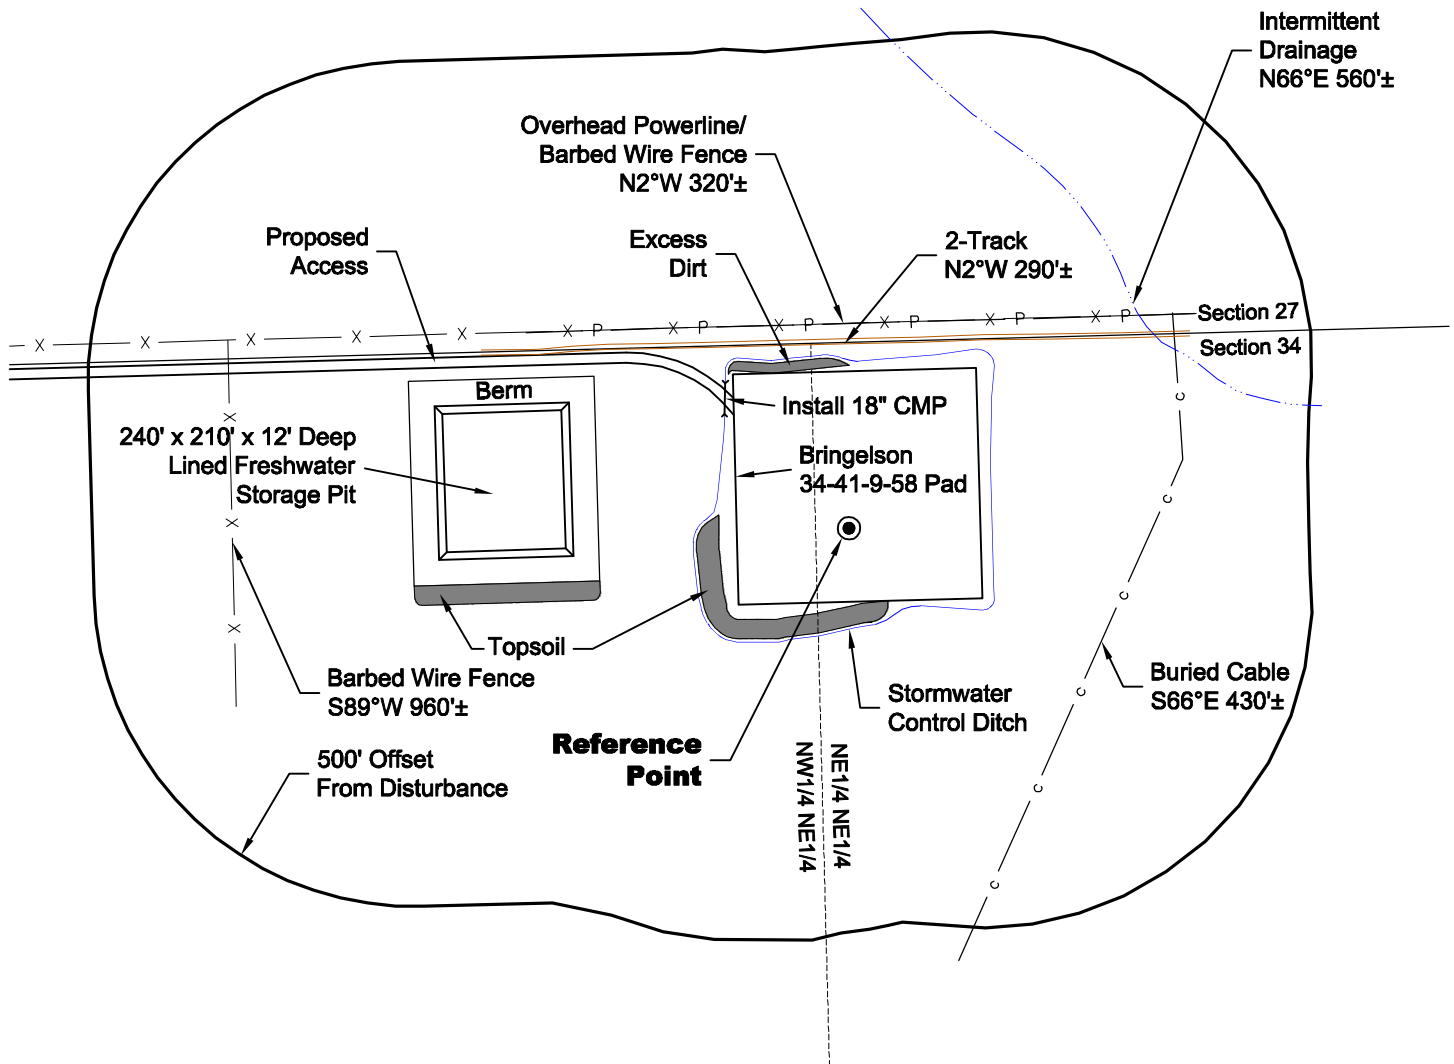 Intermittent
Drainage
N66°E 560'±
Overhead Powerline/
Barbed Wire Fence
N2°W 320'±
Proposed
Access
Excess
Dirt
2-Track
N2°W 290'±
Section 27
Section 34
X X X X X X P X P X P X P X P X P
Berm
Install 18" CMP
240' x 210' x 12' Deep
Lined Freshwater
Storage Pit
Bringelson
34-41-9-58 Pad
X
X
X
C
C
C
C
C
C
Topsoil
Barbed Wire Fence
S89°W 960'±
Buried Cable
S66°E 430'±
Stormwater
Control Ditch
Reference
Point
500' Offset
From Disturbance
NW1/4 NE1/4
NE1/4 NE1/4